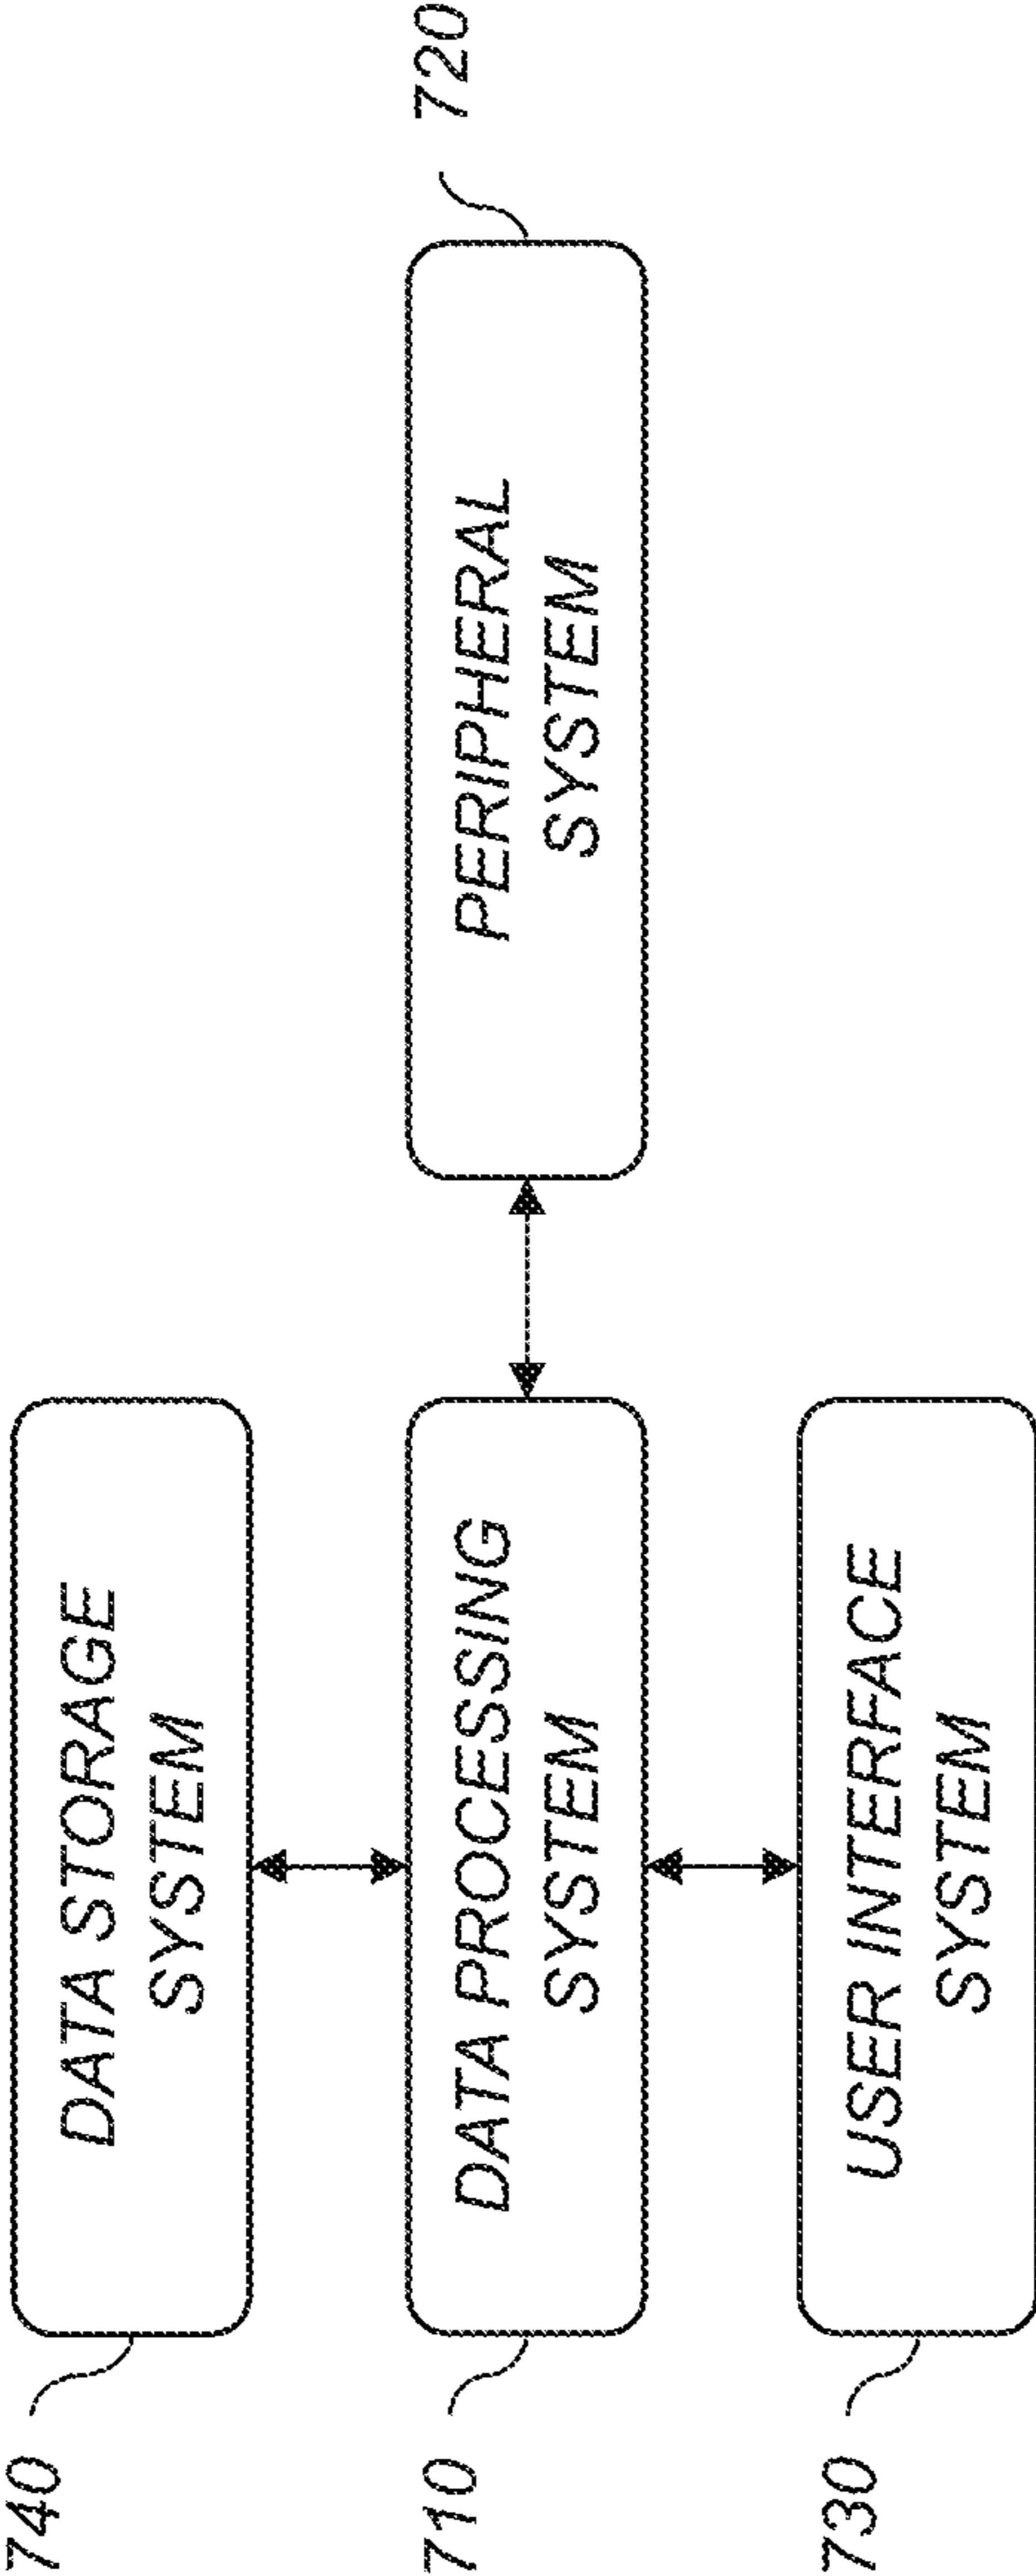 740
DATA STORAGE
SYSTEM
710
DATA PROCESSING
SYSTEM
PERIPHERAL
SYSTEM
720
730
USER INTERFACE
SYSTEM